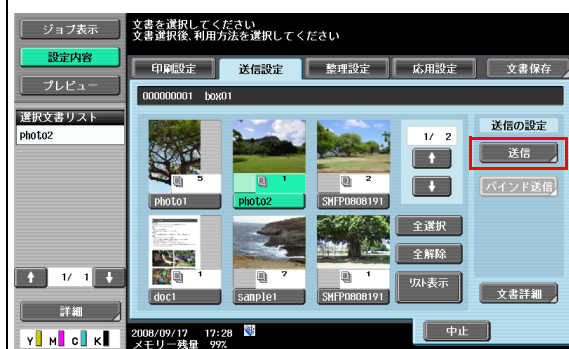 ジョブ表示
設定内容
プレビュー
選択文書リスト
photo2
1/ 1
詳細
Y M C K
文書を選択してください
文書選択後、利用方法を選択してください
印刷設定
送信設定
整理設定
応用設定
文書保存
000000001 box01
5
photo1
1
photo2
2
SMFP0808191
1
doc1
7
sample1
1
SMFP0808191
1/ 2
全選択
全解除
リスト表示
送信の設定
送信
バインド送信
文書詳細
2008/09/17 17:28
メモリー残量 99%
中止